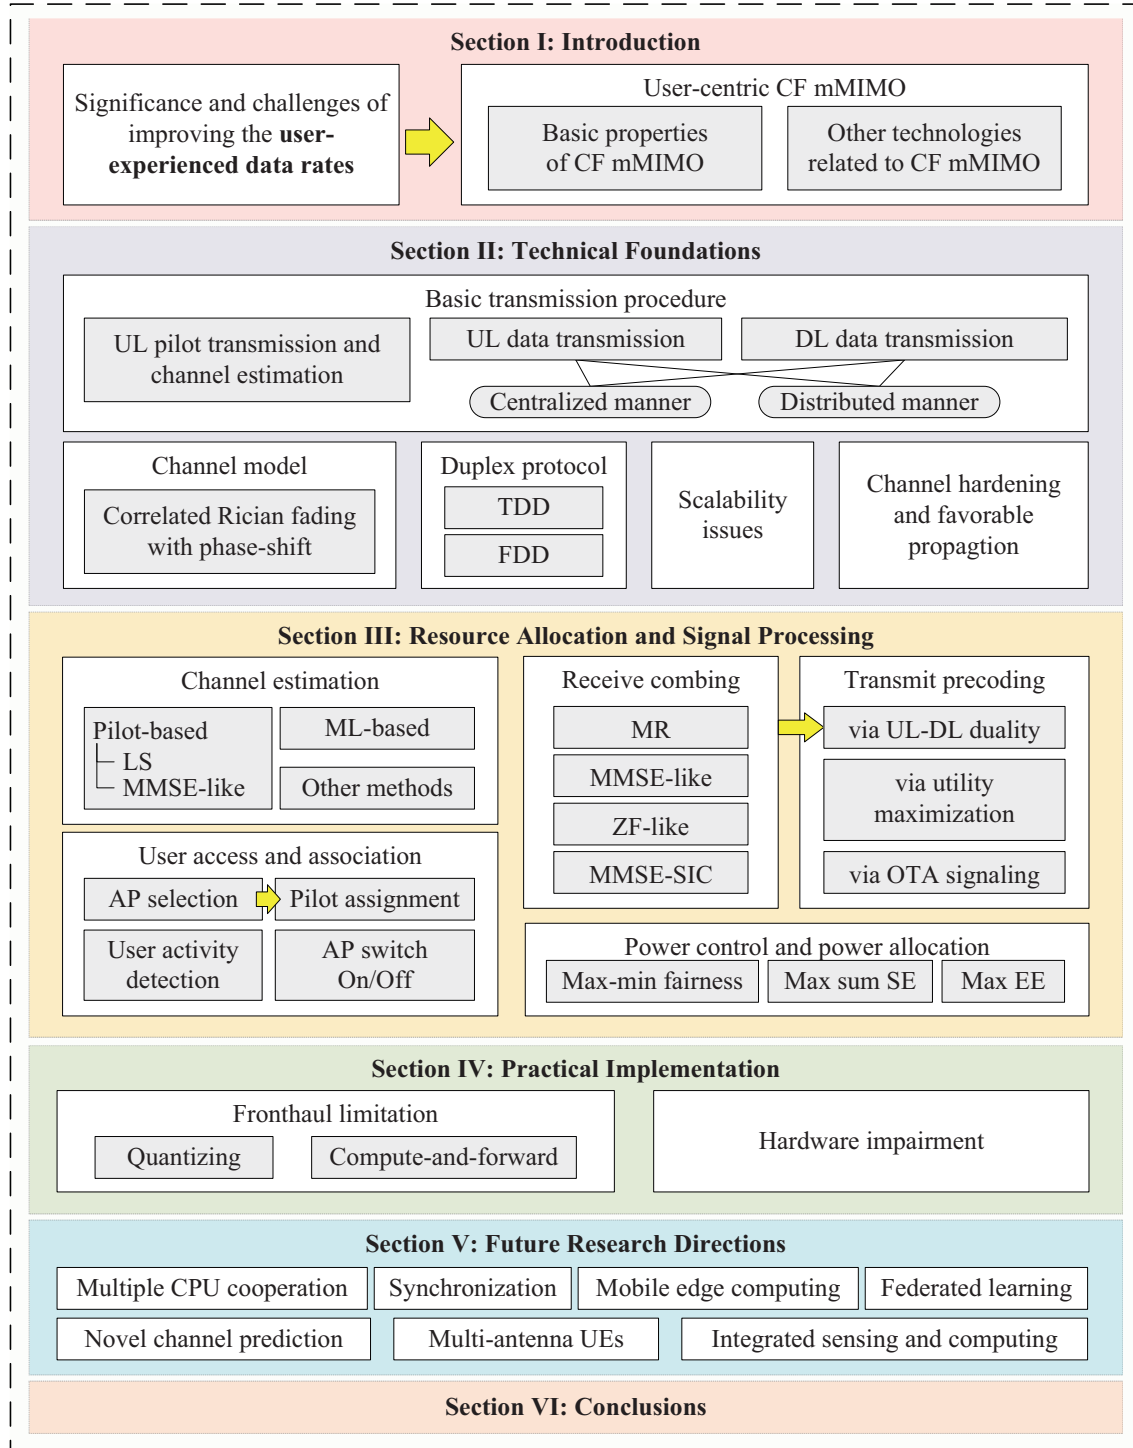 Section I: Introduction
Significance and challenges of
improving the user-
experienced data rates
User-centric CF mMIMO
Basic properties
of CF mMIMO
Other technologies
related to CF mMIMO
Section II: Technical Foundations
Basic transmission procedure
UL pilot transmission and
channel estimation
UL data transmission
DL data transmission
Centralized manner
Distributed manner
Channel model
Correlated Rician fading
with phase-shift
Duplex protocol
TDD
FDD
Scalability
issues
Channel hardening
and favorable
propagtion
Section III: Resource Allocation and Signal Processing
Channel estimation
Pilot-based
LS
MMSE-like
ML-based
Other methods
User access and association
AP selection
Pilot assignment
User activity
detection
AP switch
On/Off
Receive combing
MR
MMSE-like
ZF-like
MMSE-SIC
Transmit precoding
via UL-DL duality
via utility
maximization
via OTA signaling
Power control and power allocation
Max-min fairness
Max sum SE
Max EE
Section IV: Practical Implementation
Fronthaul limitation
Quantizing
Compute-and-forward
Hardware impairment
Section V: Future Research Directions
Multiple CPU cooperation
Synchronization
Mobile edge computing
Federated learning
Novel channel prediction
Multi-antenna UEs
Integrated sensing and computing
Section VI: Conclusions